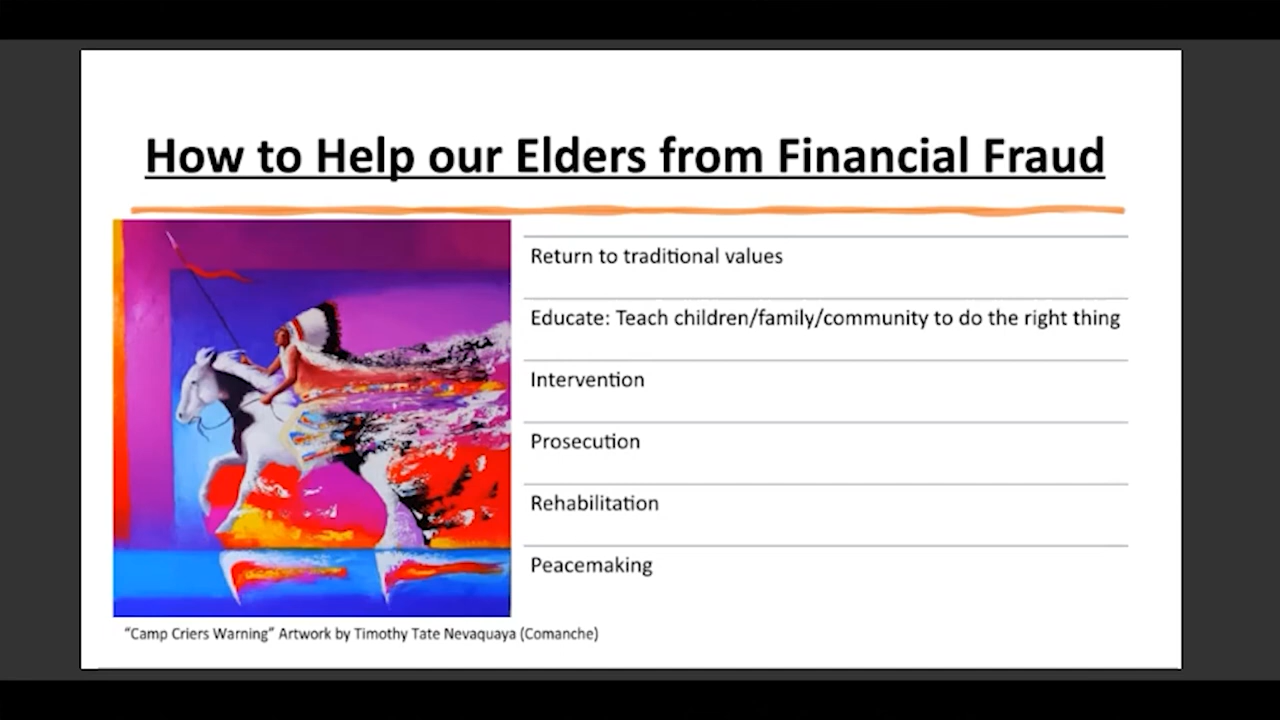 How to Help our Elders from Financial Fraud
Return to traditional values
Educate: Teach children/family/community to do the right thing
Intervention
Prosecution
Rehabilitation
Peacemaking
“Camp Criers Warning” Artwork by Timothy Tate Nevaquaya (Comanche)